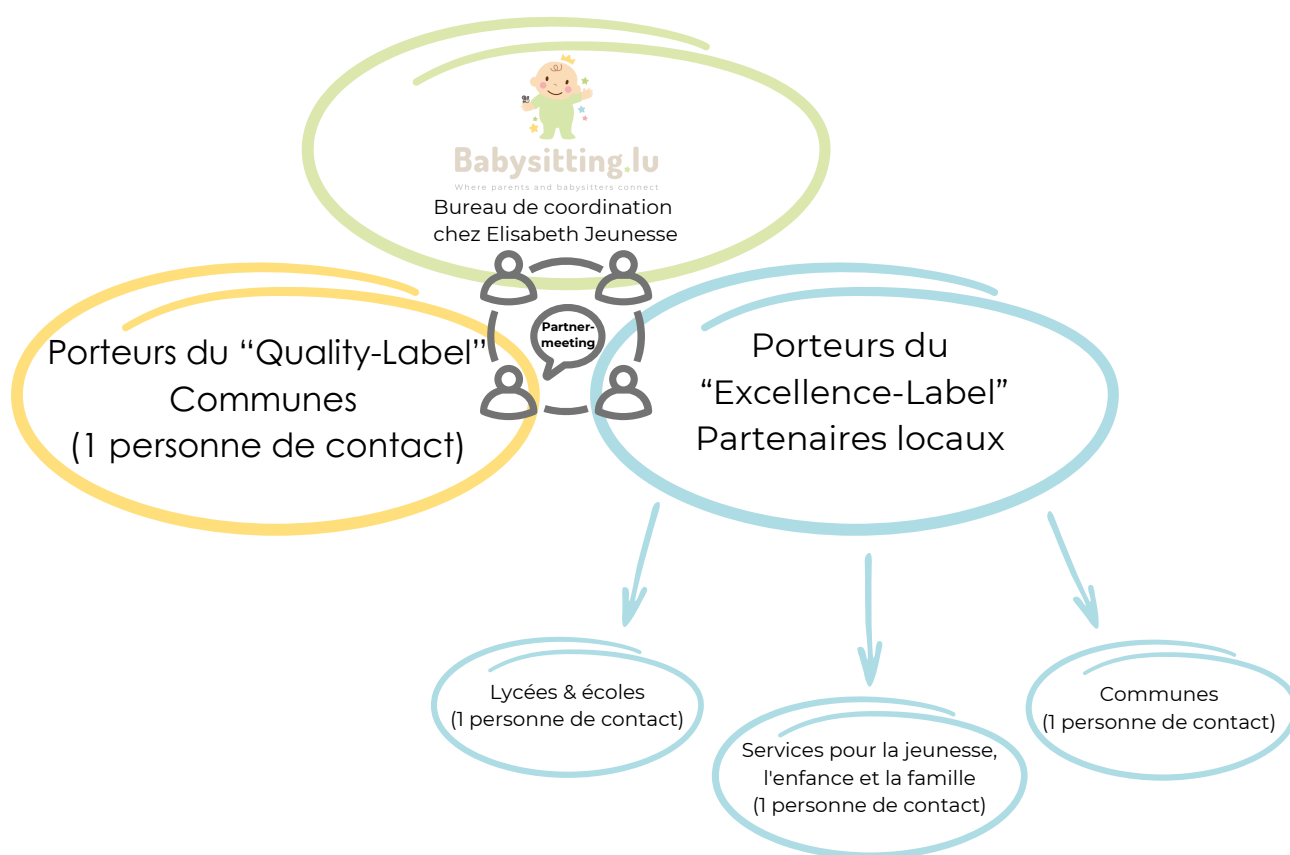 Babysitting.lu
Where parents and babysitters connect
Bureau de coordination
chez Elisabeth Jeunesse
Partner-
meeting
Porteurs du “Quality-Label”
Communes
(1 personne de contact)
Porteurs du
“Excellence-Label”
Partenaires locaux
Lycées & écoles
(1 personne de contact)
Services pour la jeunesse,
l'enfance et la famille
(1 personne de contact)
Communes
(1 personne de contact)